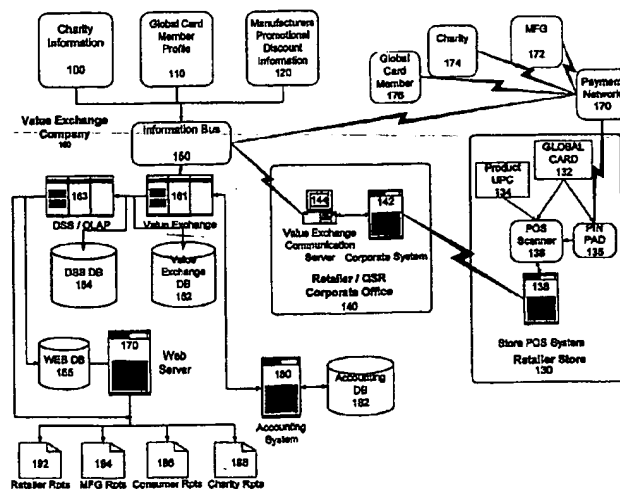 Charity
Information
100
Global Card
Member
Profile
110
Manufacturers
Promotional
Discount
Information
120
MFG
172
Charity
174
Global Card
Member
176
Payment
Network
170
Value Exchange
Company
160
Information Bus
150
GLOBAL
CARD
132
Product
UPC
134
POS
Scanner
136
PIN
PAD
135
138
Store POS System
Retailer Store
130
163
DSS / OLAP
161
Value Exchange
144
Value Exchange
Communication
Server
142
Corporate System
Retailer / GSR
Corporate Office
140
DSS DB
164
Value
Exchange
DB
162
WEB DB
165
170
Web
Server
180
Accounting
System
Accounting
DB
182
192
Retailer Rpts
194
MFG Rpts
196
Consumer Rpts
198
Charity Rpts